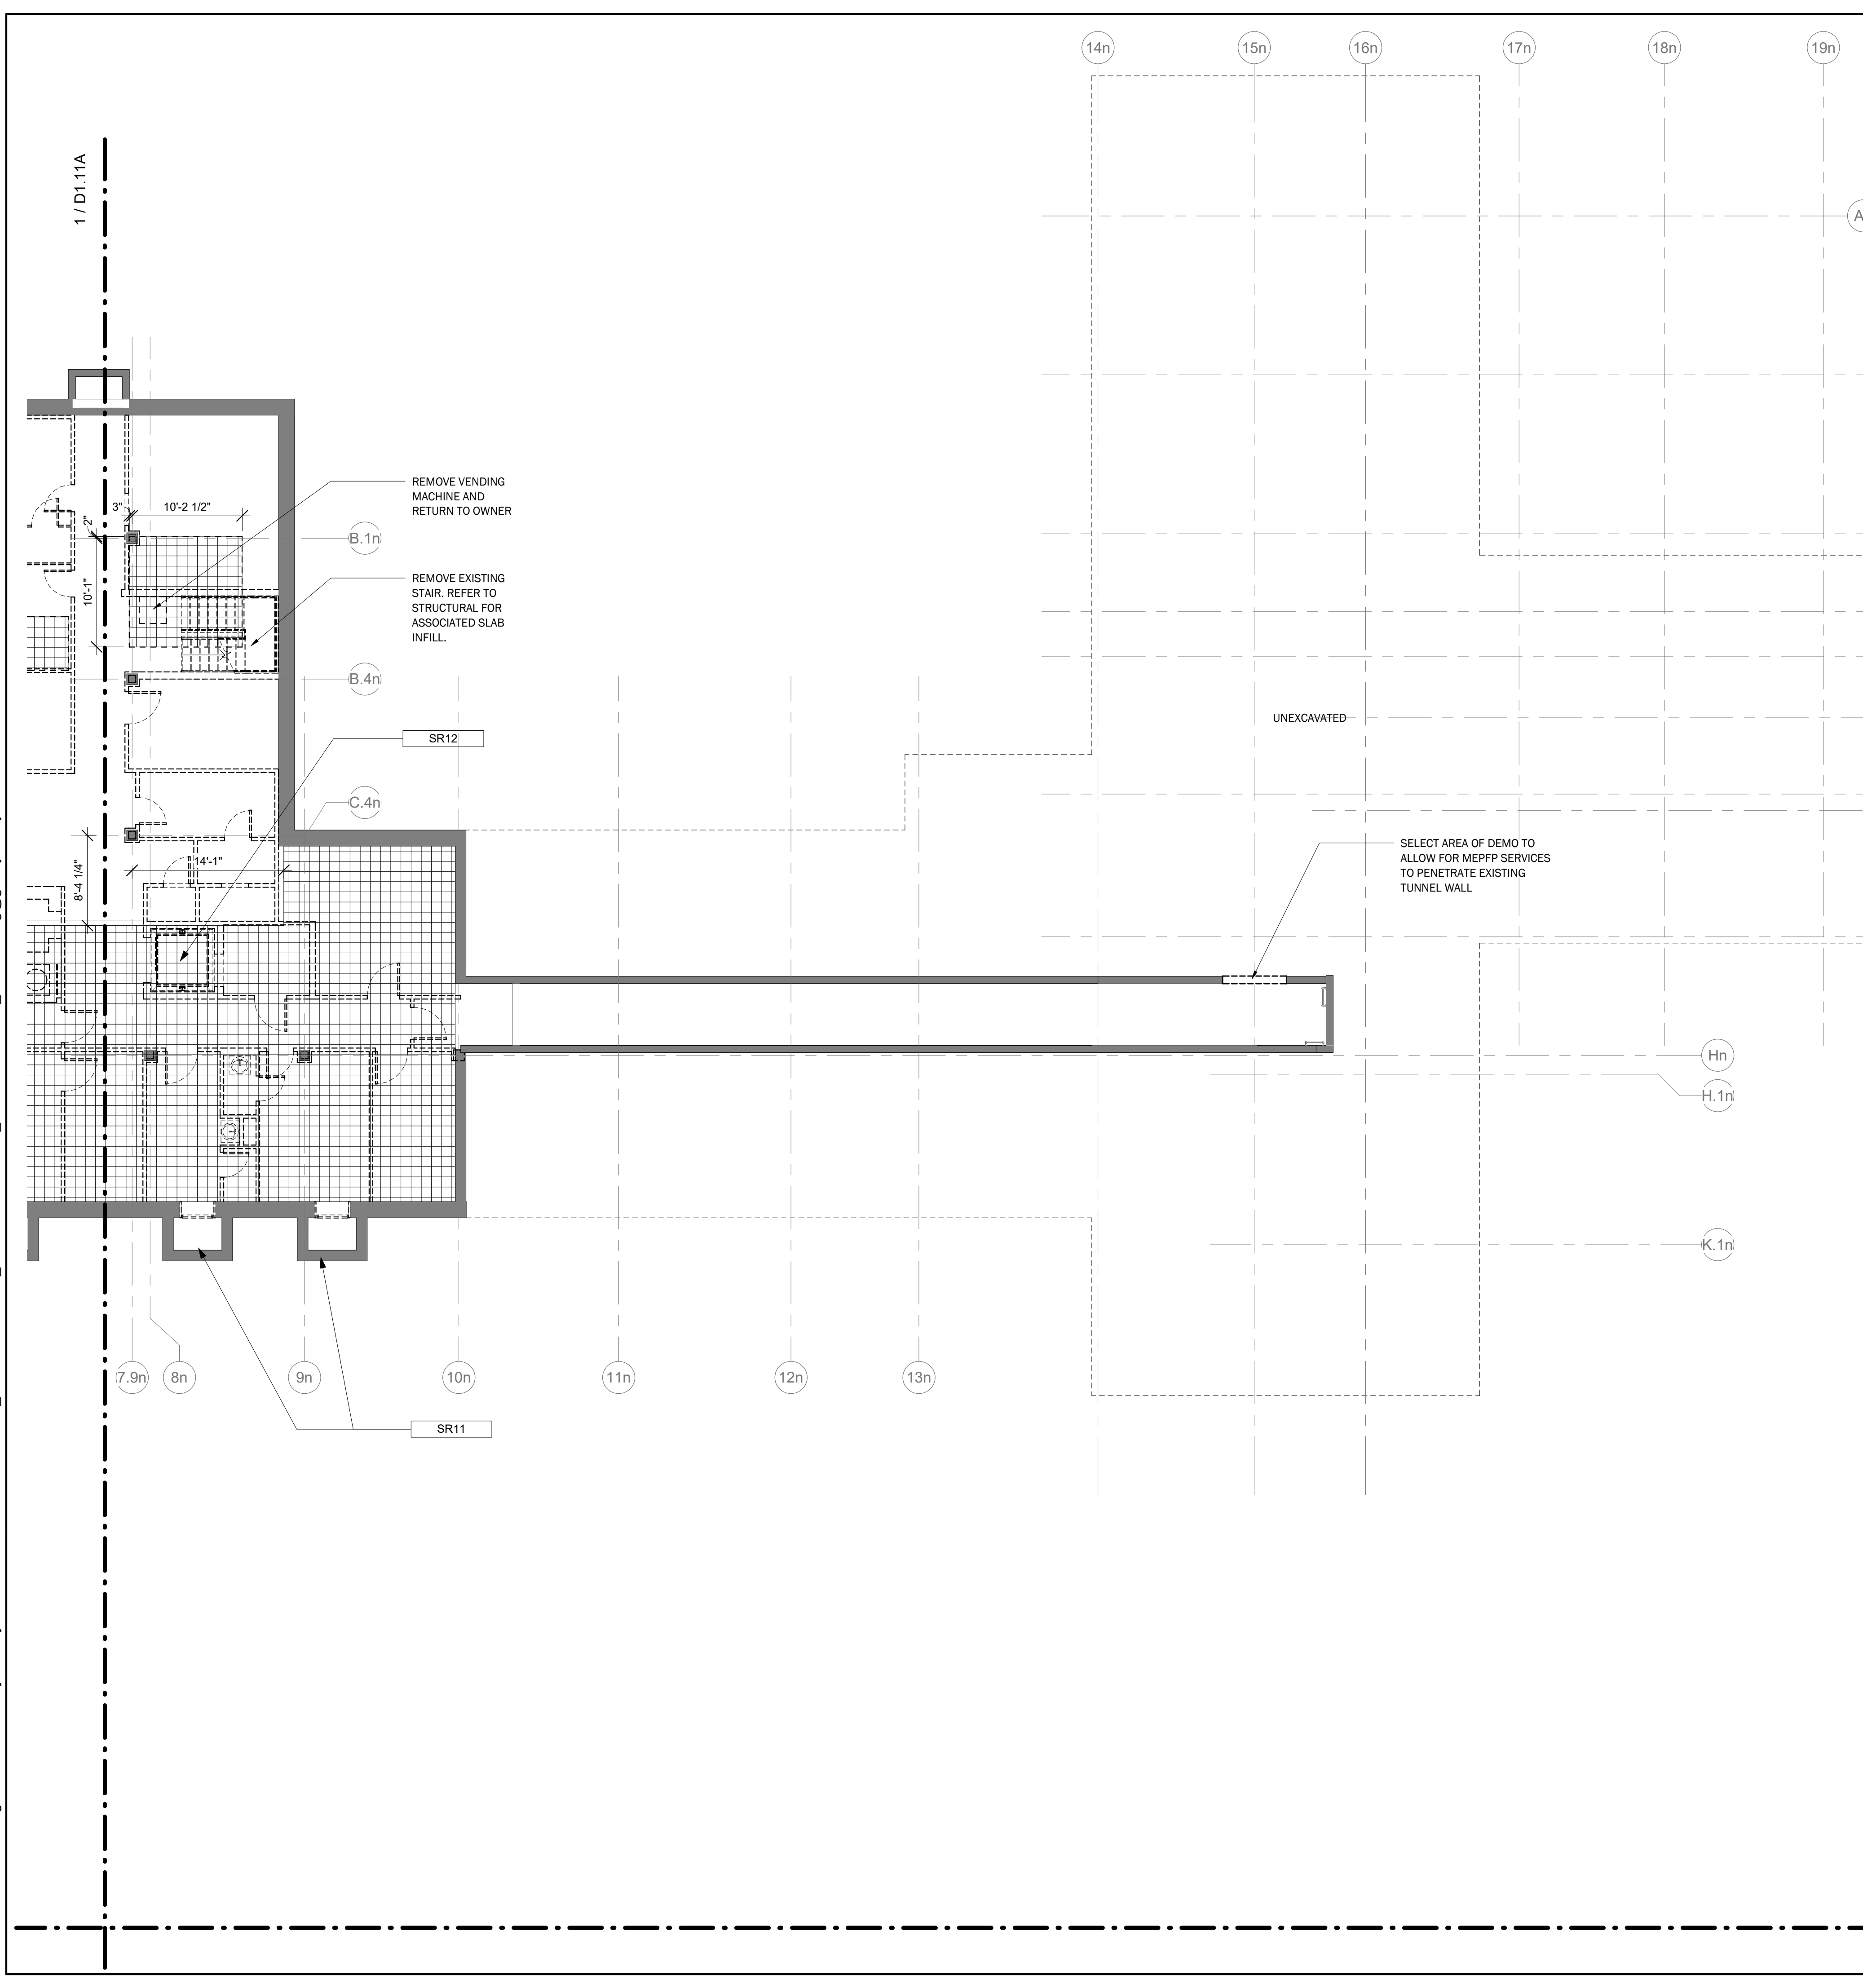 14n
15n
16n
17n
18n
19n
1 / D1.11A
A
REMOVE VENDING
MACHINE AND
RETURN TO OWNER
3"
10'-2 1/2"
2"
B.1n
10'-1"
REMOVE EXISTING
STAIR. REFER TO
STRUCTURAL FOR
ASSOCIATED SLAB
INFILL.
B.4n
UNEXCAVATED
SR12
C.4n
SELECT AREA OF DEMO TO
ALLOW FOR MEPFP SERVICES
TO PENETRATE EXISTING
TUNNEL WALL
14'-1"
8'-4 1/4"
Hn
H.1n
K.1n
7.9n
8n
9n
10n
11n
12n
13n
SR11